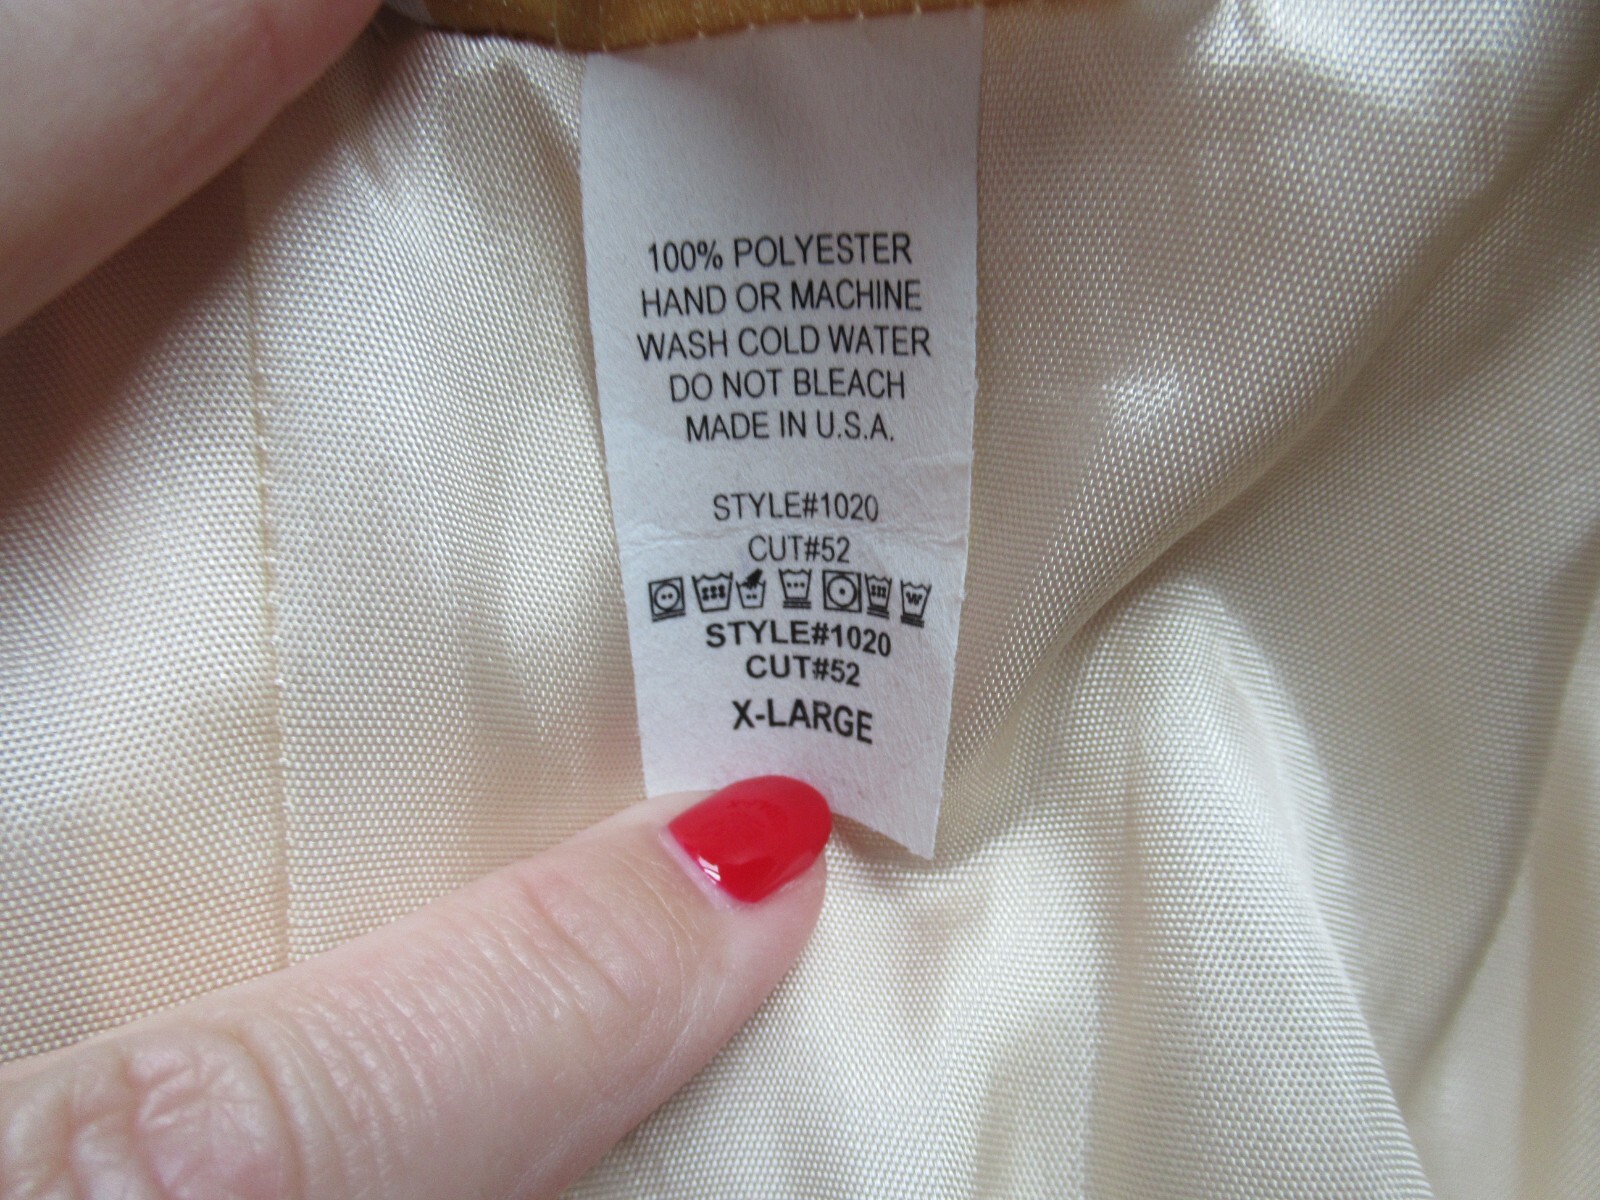 100% POLYESTER
HAND OR MACHINE
WASH COLD WATER
DO NOT BLEACH
MADE IN U.S.A.
STYLE#1020
CUT#52
W
STYLE#1020
CUT#52
X-LARGE